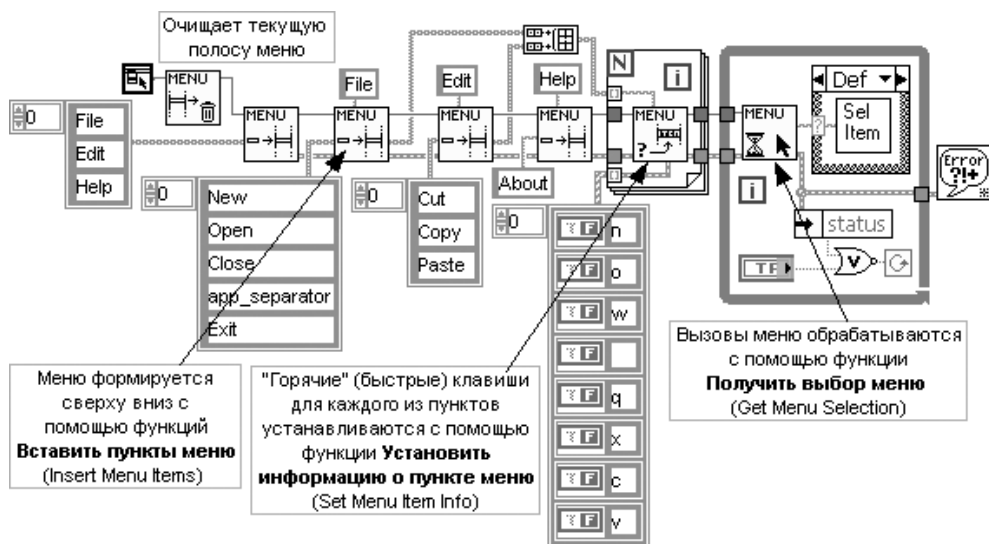 Очищает текущую
полосу меню
MENU
File
Edit
Help
N
i
Def
Sel
Item
0
File
Edit
Help
MENU
MENU
MENU
MENU
?
MENU
?
Error
?!+
About
0
New
Open
Close
app_separator
Exit
0
Cut
Copy
Paste
0
i
status
TF
V
F n
F o
F w
F
F q
F x
F c
F v
Меню формируется
сверху вниз с
помощью функций
Вставить пункты меню
(Insert Menu Items)
"Горячие" (быстрые) клавиши
для каждого из пунктов
устанавливаются с помощью
функции Установить
информацию о пункте меню
(Set Menu Item Info)
Вызовы меню обрабатываются
с помощью функции
Получить выбор меню
(Get Menu Selection)